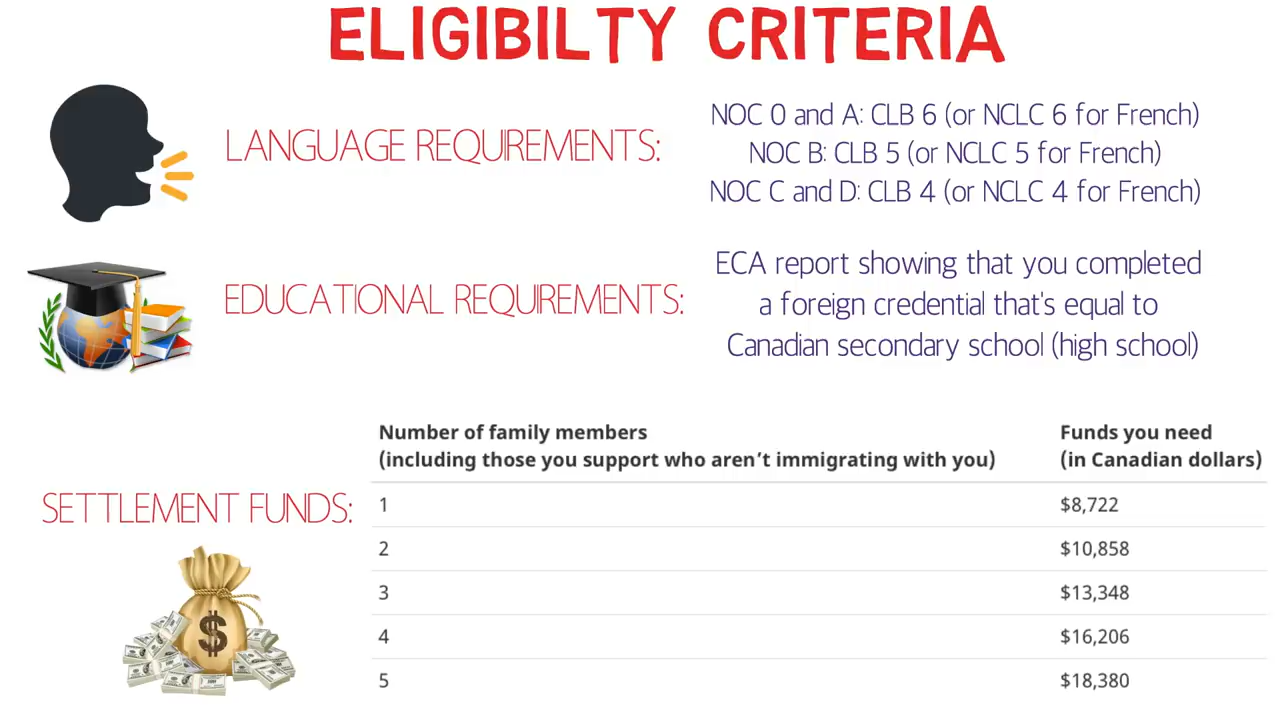 ELIGIBILTY CRITERIA
LANGUAGE REQUIREMENTS:
NOC 0 and A: CLB 6 (or NCLC 6 for French)
NOC B: CLB 5 (or NCLC 5 for French)
NOC C and D: CLB 4 (or NCLC 4 for French)
EDUCATIONAL REQUIREMENTS:
ECA report showing that you completed
a foreign credential that's equal to
Canadian secondary school (high school)
SETTLEMENT FUNDS:
Number of family members Funds you need
(including those you support who aren't immigrating with you) (in Canadian dollars)
1 $8,722
2 $10,858
3 $13,348
4 $16,206
5 $18,380
$